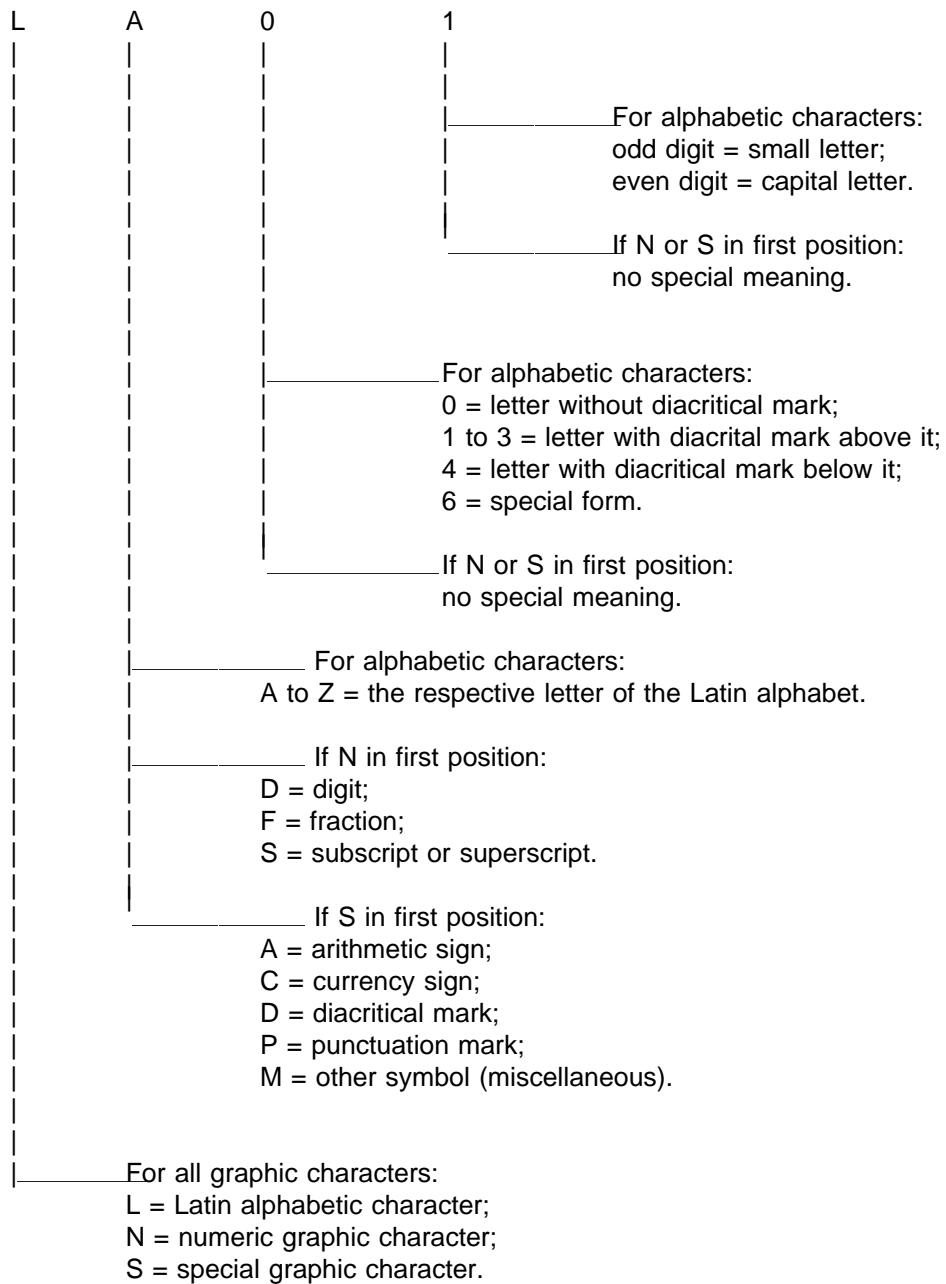 L A 0 1
For alphabetic characters:
odd digit = small letter;
even digit = capital letter.
If N or S in first position:
no special meaning.
For alphabetic characters:
0 = letter without diacritical mark;
1 to 3 = letter with diacrital mark above it;
4 = letter with diacritical mark below it;
6 = special form.
If N or S in first position:
no special meaning.
For alphabetic characters:
A to Z = the respective letter of the Latin alphabet.
If N in first position:
D = digit;
F = fraction;
S = subscript or superscript.
If S in first position:
A = arithmetic sign;
C = currency sign;
D = diacritical mark;
P = punctuation mark;
M = other symbol (miscellaneous).
For all graphic characters:
L = Latin alphabetic character;
N = numeric graphic character;
S = special graphic character.